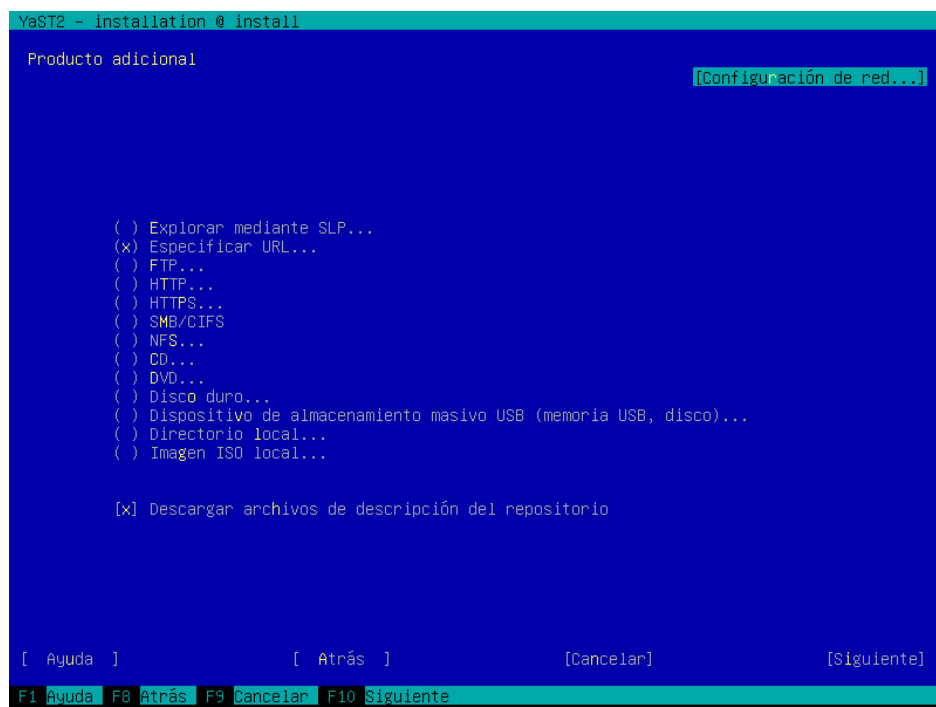 YaST2 - installation @ install
Producto adicional
[Configuración de red...]
( ) Explorar mediante SLP...
(x) Especificar URL...
( ) FTP...
( ) HTTP...
( ) HTTPS...
( ) SMB/CIFS
( ) NFS...
( ) CD...
( ) DVD...
( ) Disco duro...
( ) Dispositivo de almacenamiento masivo USB (memoria USB, disco)...
( ) Directorio local...
( ) Imagen ISO local...
[x] Descargar archivos de descripción del repositorio
[ Ayuda ] [ Atrás ] [Cancelar] [Siguiente]
F1 Ayuda F8 Atrás F9 Cancelar F10 Siguiente